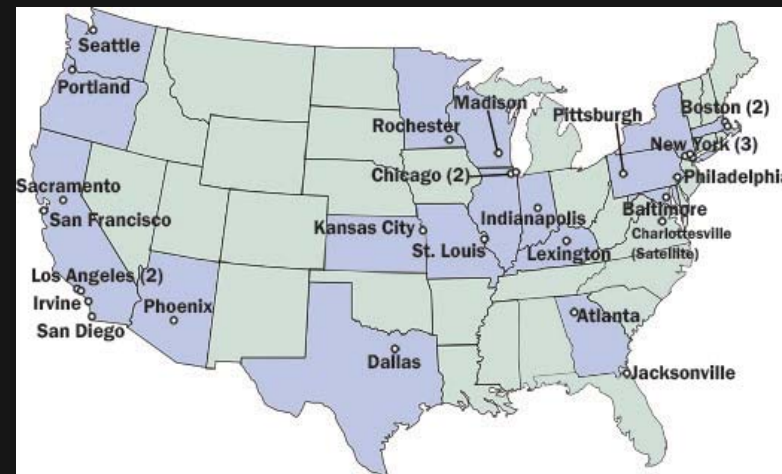 Seattle
Portland
Madison
Pittsburgh
Boston (2)
Rochester
New York (3)
Chicago (2)
Philadelphia
Sacramento
San Francisco
Kansas City
Indianapolis
Baltimore
St. Louis
Lexington
Charlottesville
(Satellite)
Los Angeles (2)
Irvine
Phoenix
San Diego
Atlanta
Dallas
Jacksonville